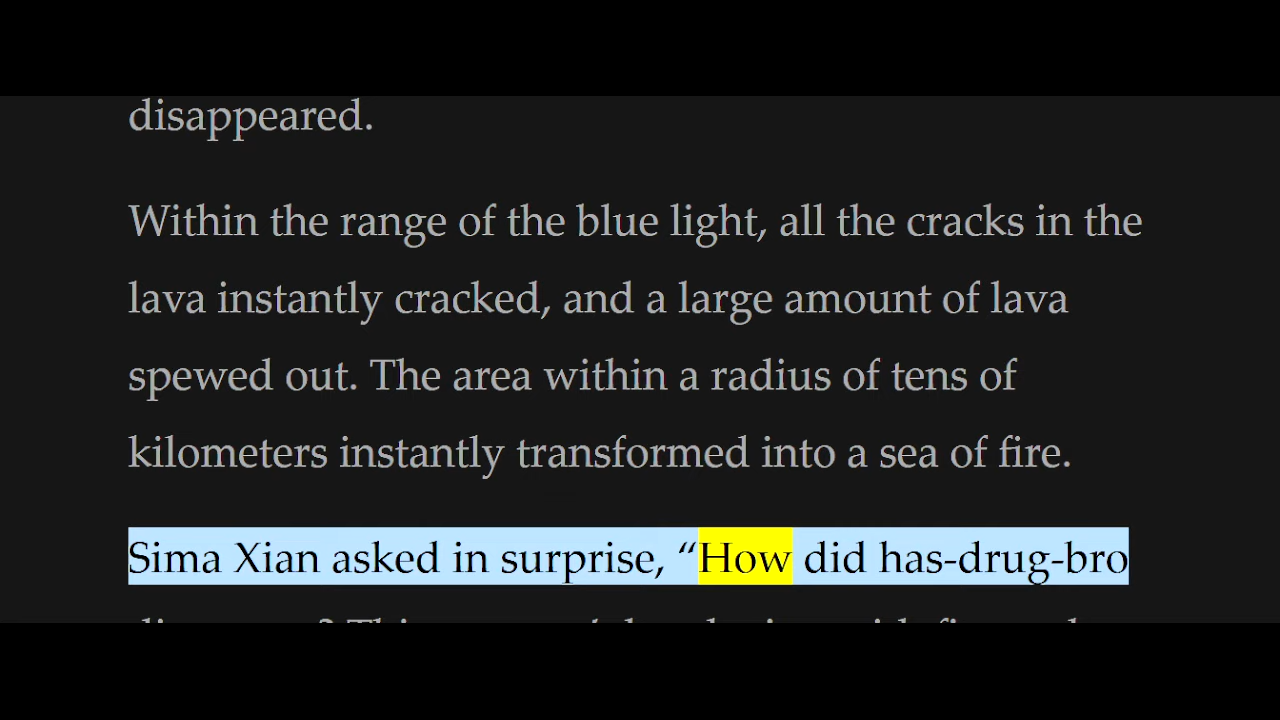 disappeared.
Within the range of the blue light, all the cracks in the
lava instantly cracked, and a large amount of lava
spewed out. The area within a radius of tens of
kilometers instantly transformed into a sea of fire.
Sima Xian asked in surprise, “How did has-drug-bro